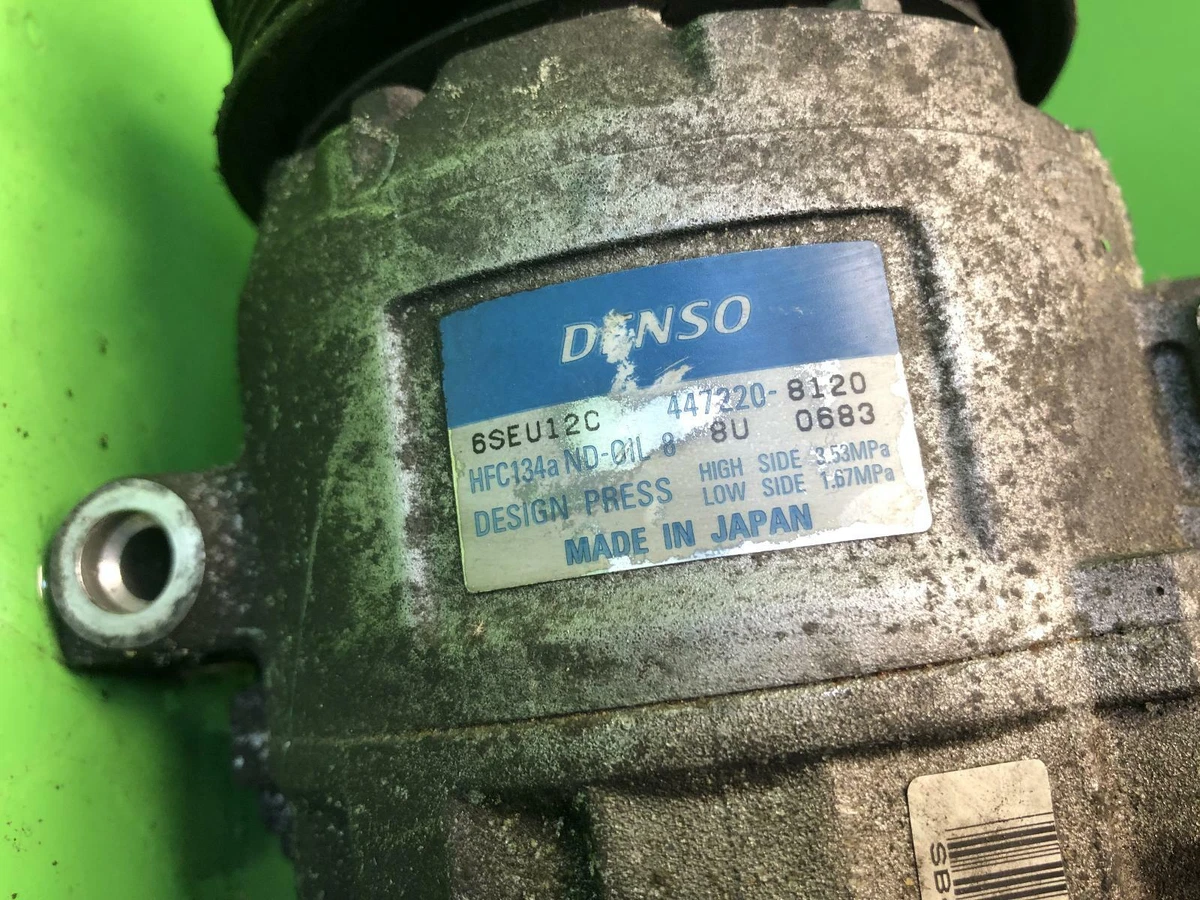 DENSO
6SEU12C 447220-8120
HFC134a ND-OIL 8 8U 0683
DESIGN PRESS HIGH SIDE 3.53MPa
LOW SIDE 1.67MPa
MADE IN JAPAN